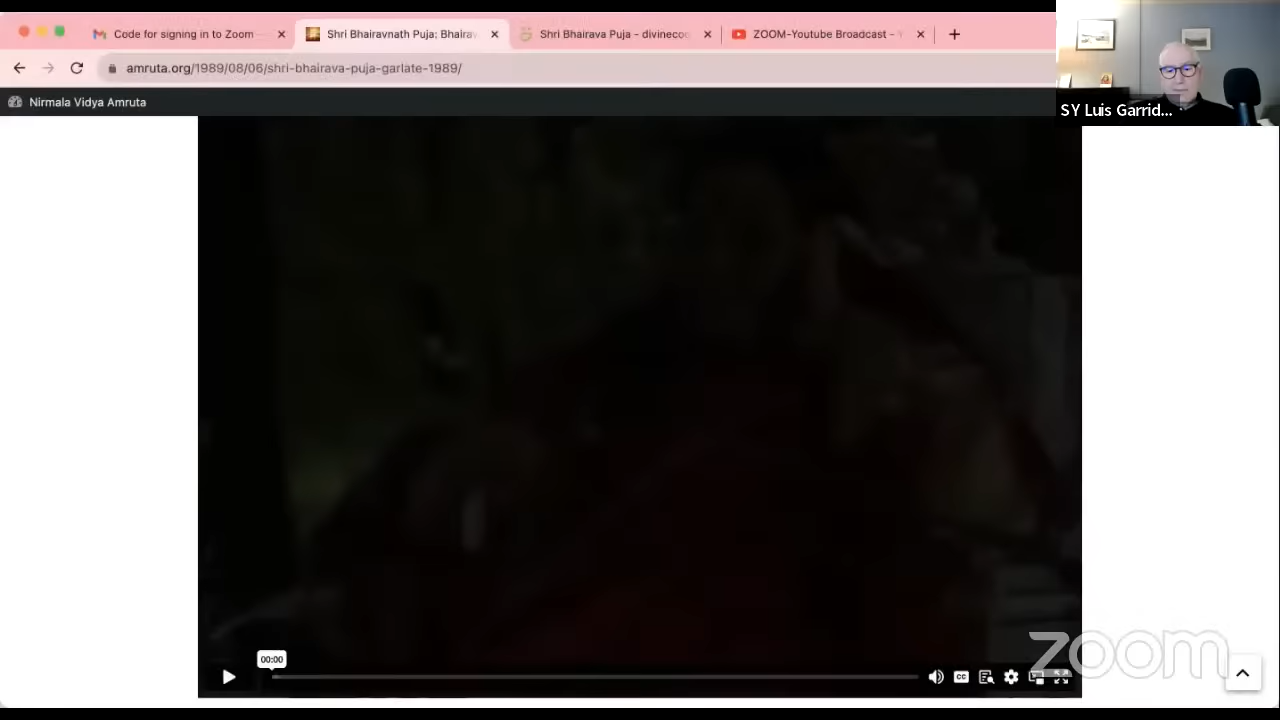 Code for signing in to Zoom
Shri Bhairavnath Puja; Bhairav
Shri Bhairava Puja - divinecoo
ZOOM-Youtube Broadcast - Y
amruta.org/1989/08/06/shri-bhairava-puja-garlate-1989/
Nirmala Vidya Amruta
SY Luis Garrid...
00:00
CC
zoom